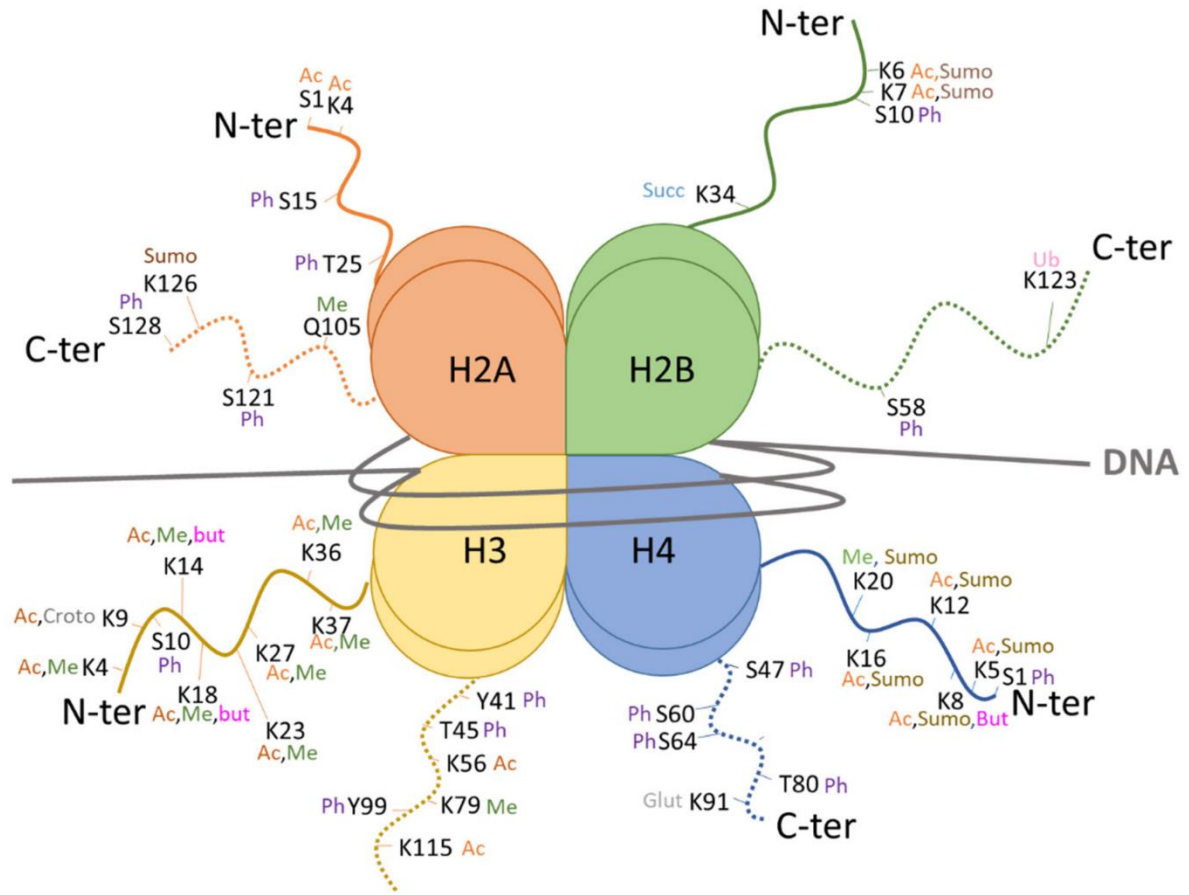 N-ter
K6 Ac,Sumo
K7 Ac,Sumo
S10 Ph
Succ K34
Ac Ac
S1 K4
N-ter
Ph S15
Ph T25
Sumo
K126
Ph
S128
C-ter
Me
Q105
S121
Ph
C-ter
Ub
K123
S58
Ph
H2A
H2B
DNA
H3
H4
Ac,Me
K36
Ac,Me,but
K14
Ac,Croto K9
S10
Ph
K37
Ac,Me
K27
Ac,Me
Ac,Me K4
K18
Ac,Me,but
N-ter
K23
Ac,Me
Me, Sumo
K20
Ac,Sumo
K12
K16
Ac,Sumo
Ac,Sumo
K5
S1 Ph
K8
Ac,Sumo,But
N-ter
Y41 Ph
T45 Ph
K56 Ac
Ph Y99
K79 Me
K115 Ac
S47 Ph
Ph S60
Ph S64
T80 Ph
Glut K91
C-ter